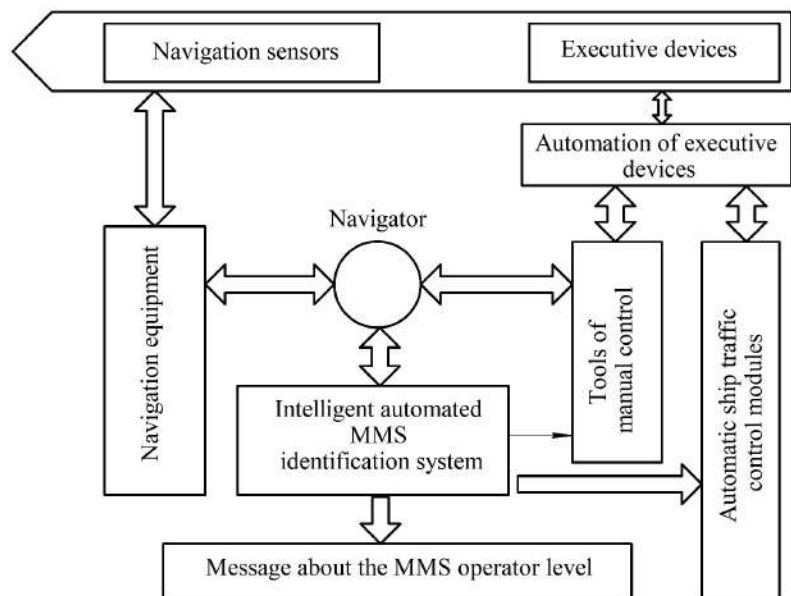 Navigation sensors
Executive devices
Automation of executive
devices
Navigator
Navigation equipment
Tools of
manual control
Automatic ship traffic
control modules
Intelligent automated
MMS
identification system
Message about the MMS operator level